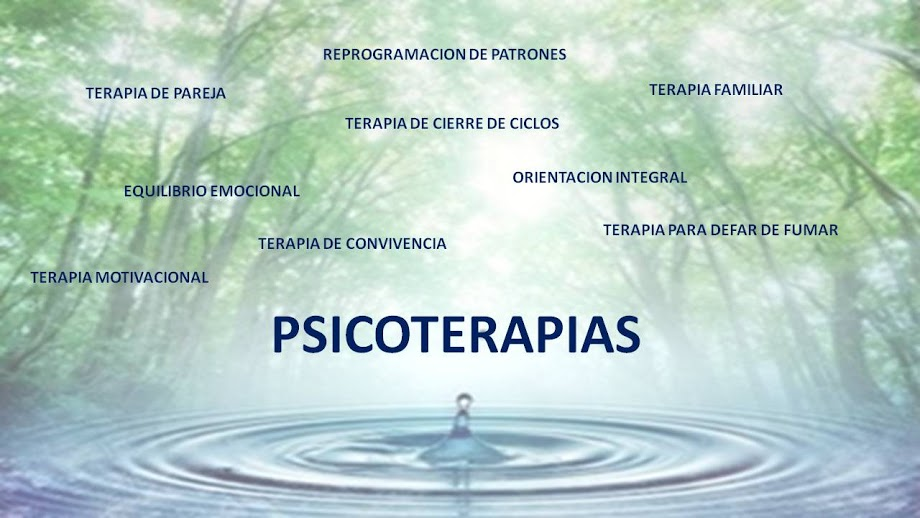 REPROGRAMACION DE PATRONES
TERAPIA DE PAREJA
TERAPIA FAMILIAR
TERAPIA DE CIERRE DE CICLOS
ORIENTACION INTEGRAL
EQUILIBRIO EMOCIONAL
TERAPIA PARA DEFAR DE FUMAR
TERAPIA DE CONVIVENCIA
TERAPIA MOTIVACIONAL
PSICOTERAPIAS